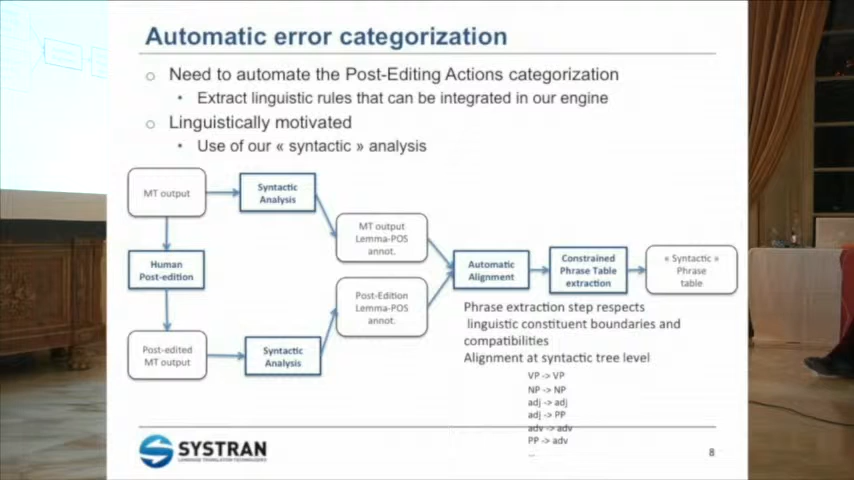 Automatic error categorization
Need to automate the Post-Editing Actions categorization
Extract linguistic rules that can be integrated in our engine
Linguistically motivated
Use of our « syntactic » analysis
MT output
Syntactic
Analysis
MT output
Lemma-POS
annot.
Human
Post-edition
Automatic
Alignment
Constrained
Phrase Table
extraction
« Syntactic »
Phrase
table
Post-Edition
Lemma-POS
annot.
Post-edited
MT output
Syntactic
Analysis
Phrase extraction step respects
linguistic constituent boundaries and
compatibilities
Alignment at syntactic tree level
VP -> VP
NP -> NP
adj -> adj
adj -> PP
adv -> adv
PP -> adv
...
SYSTRAN
LANGUAGE TRANSLATION TECHNOLOGIES
8